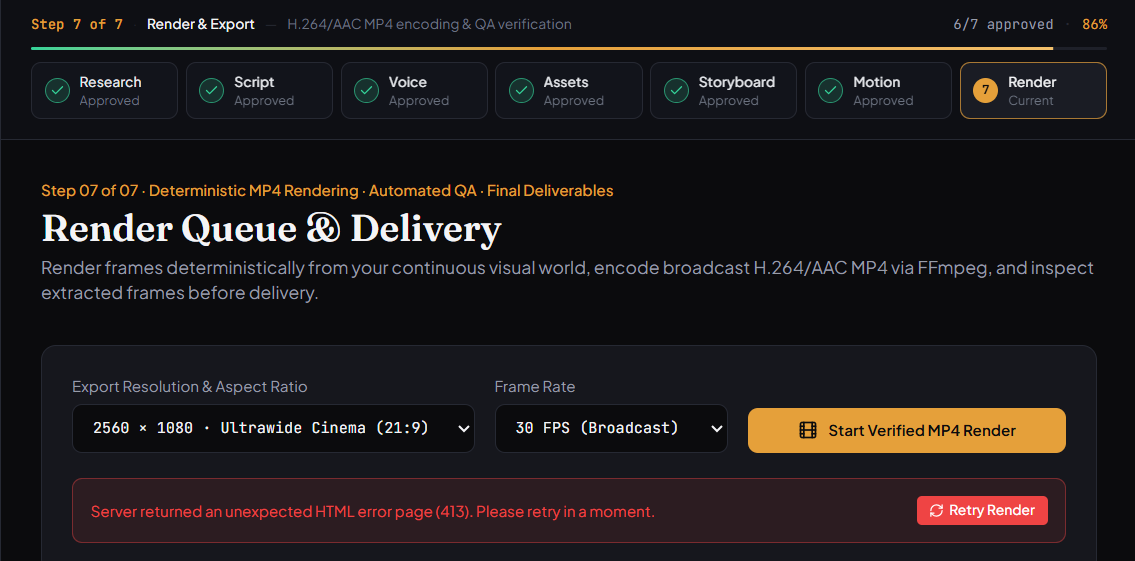 Step 7 of 7 · Render & Export — H.264/AAC MP4 encoding & QA verification 6/7 approved · 86%
Research
Approved
Script
Approved
Voice
Approved
Assets
Approved
Storyboard
Approved
Motion
Approved
7
Render
Current
Step 07 of 07 · Deterministic MP4 Rendering · Automated QA · Final Deliverables
Render Queue & Delivery
Render frames deterministically from your continuous visual world, encode broadcast H.264/AAC MP4 via FFmpeg, and inspect
extracted frames before delivery.
Export Resolution & Aspect Ratio
2560 × 1080 · Ultrawide Cinema (21:9)
Frame Rate
30 FPS (Broadcast)
Start Verified MP4 Render
Server returned an unexpected HTML error page (413). Please retry in a moment.
Retry Render